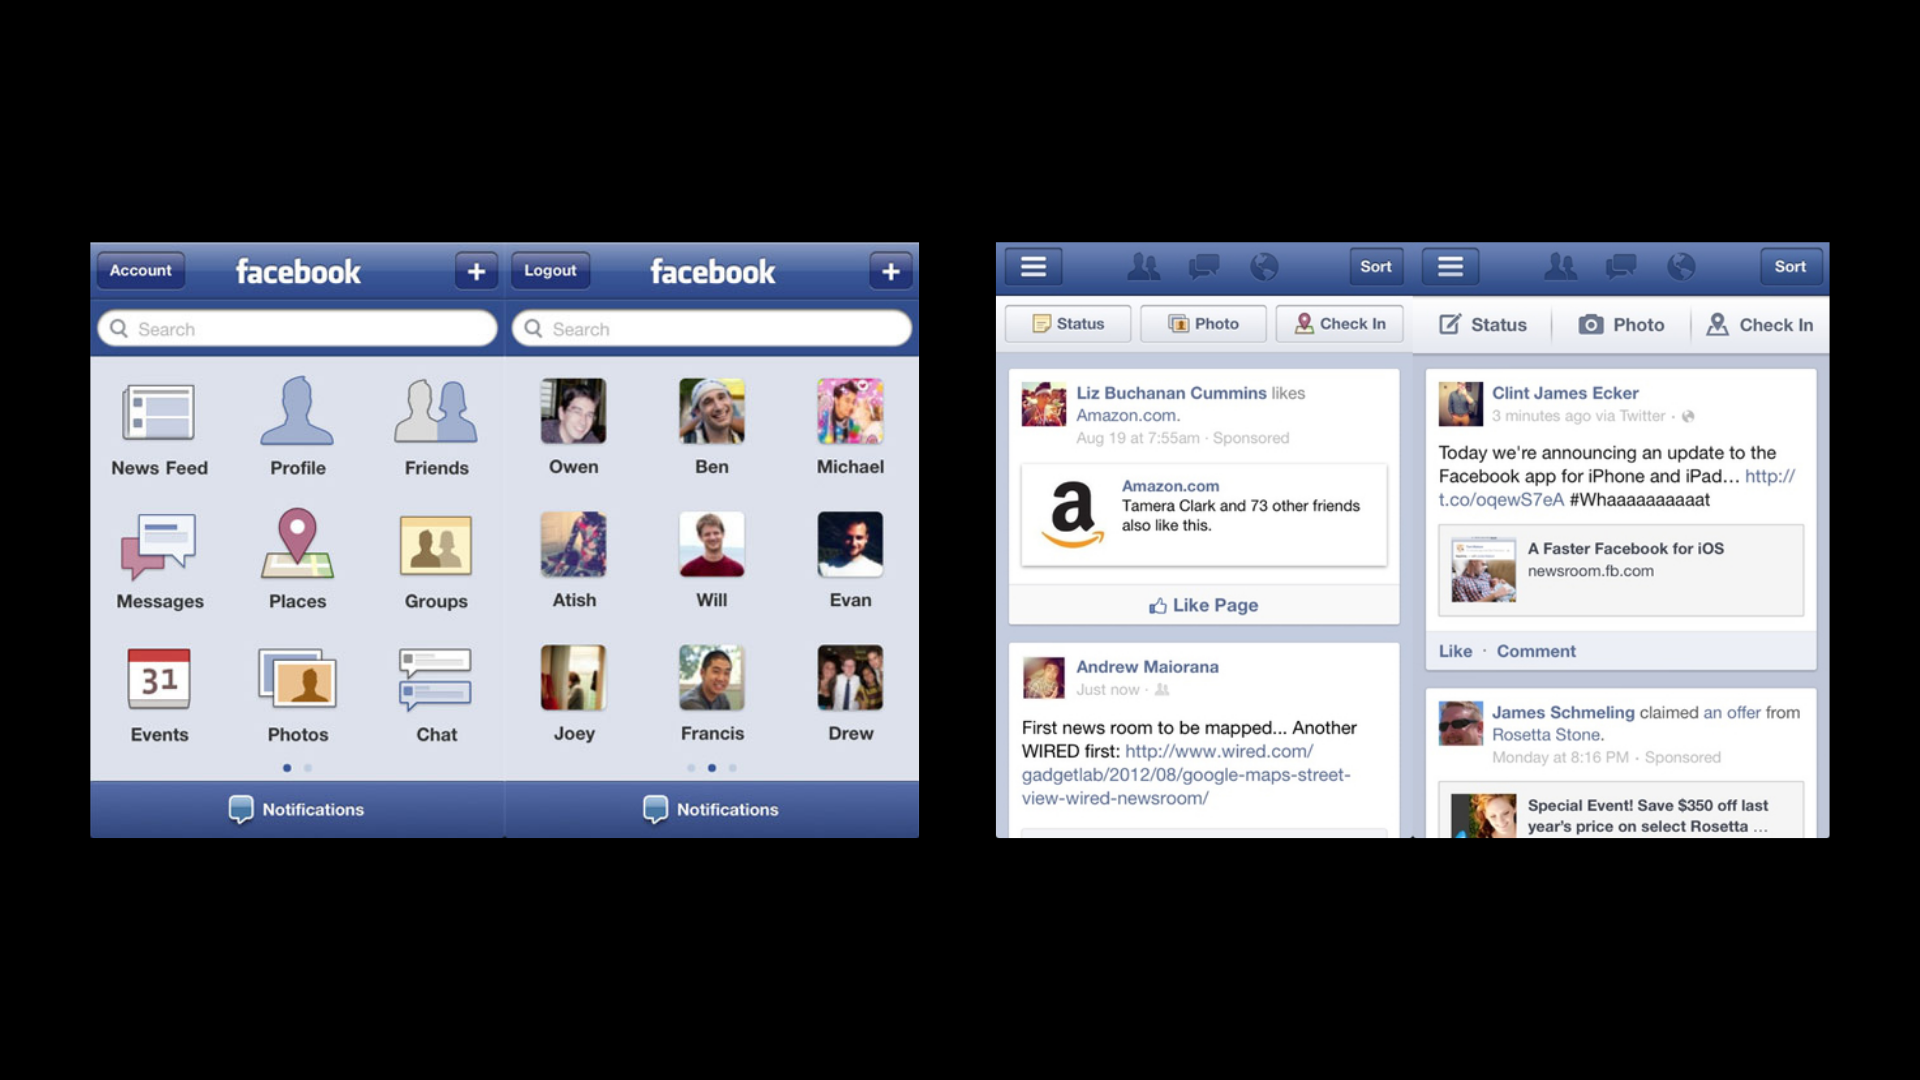 Account
facebook
+
Search
News Feed
Profile
Friends
Messages
Places
Groups
31
Events
Photos
Chat
Notifications
Logout
facebook
+
Search
Owen
Ben
Michael
Atish
Will
Evan
Joey
Francis
Drew
Notifications
Sort
Status
Photo
Check In
Liz Buchanan Cummins likes
Amazon.com.
Aug 19 at 7:55am · Sponsored
a
Amazon.com
Tamera Clark and 73 other friends
also like this.
Like Page
Andrew Maiorana
Just now ·
First news room to be mapped... Another
WIRED first: http://www.wired.com/
gadgetlab/2012/08/google-maps-street-
view-wired-newsroom/
Sort
Status
Photo
Check In
Clint James Ecker
3 minutes ago via Twitter ·
Today we're announcing an update to the
Facebook app for iPhone and iPad... http://
t.co/oqewS7eA #Whaaaaaaaaaat
A Faster Facebook for iOS
newsroom.fb.com
Like · Comment
James Schmeling claimed an offer from
Rosetta Stone.
Monday at 8:16 PM · Sponsored
Special Event! Save $350 off last
year's price on select Rosetta ...